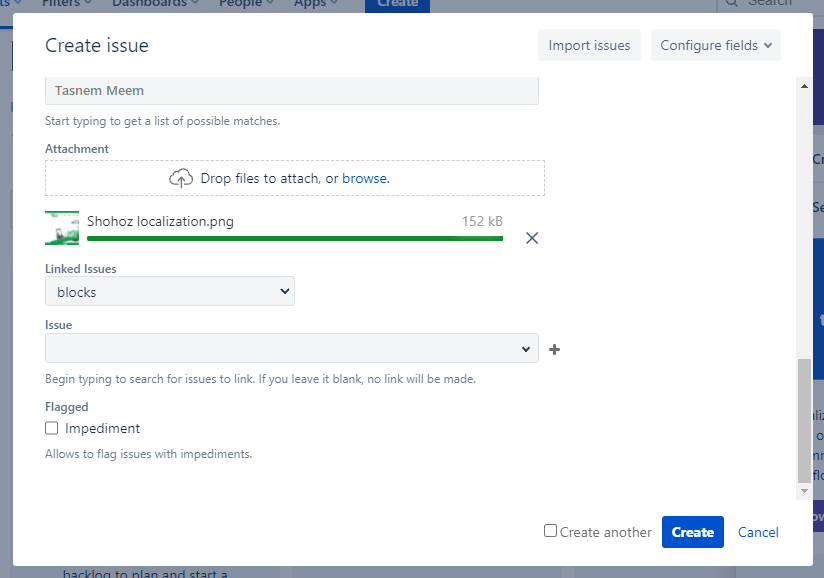 Filters Dashboards People Apps Create Search
Create issue
Import issues
Configure fields
Tasnem Meem
Start typing to get a list of possible matches.
Attachment
Drop files to attach, or browse.
Shohoz localization.png 152 kB
Linked Issues
blocks
Issue
Begin typing to search for issues to link. If you leave it blank, no link will be made.
Flagged
Impediment
Allows to flag issues with impediments.
Create another Create Cancel
backlog to plan and start a